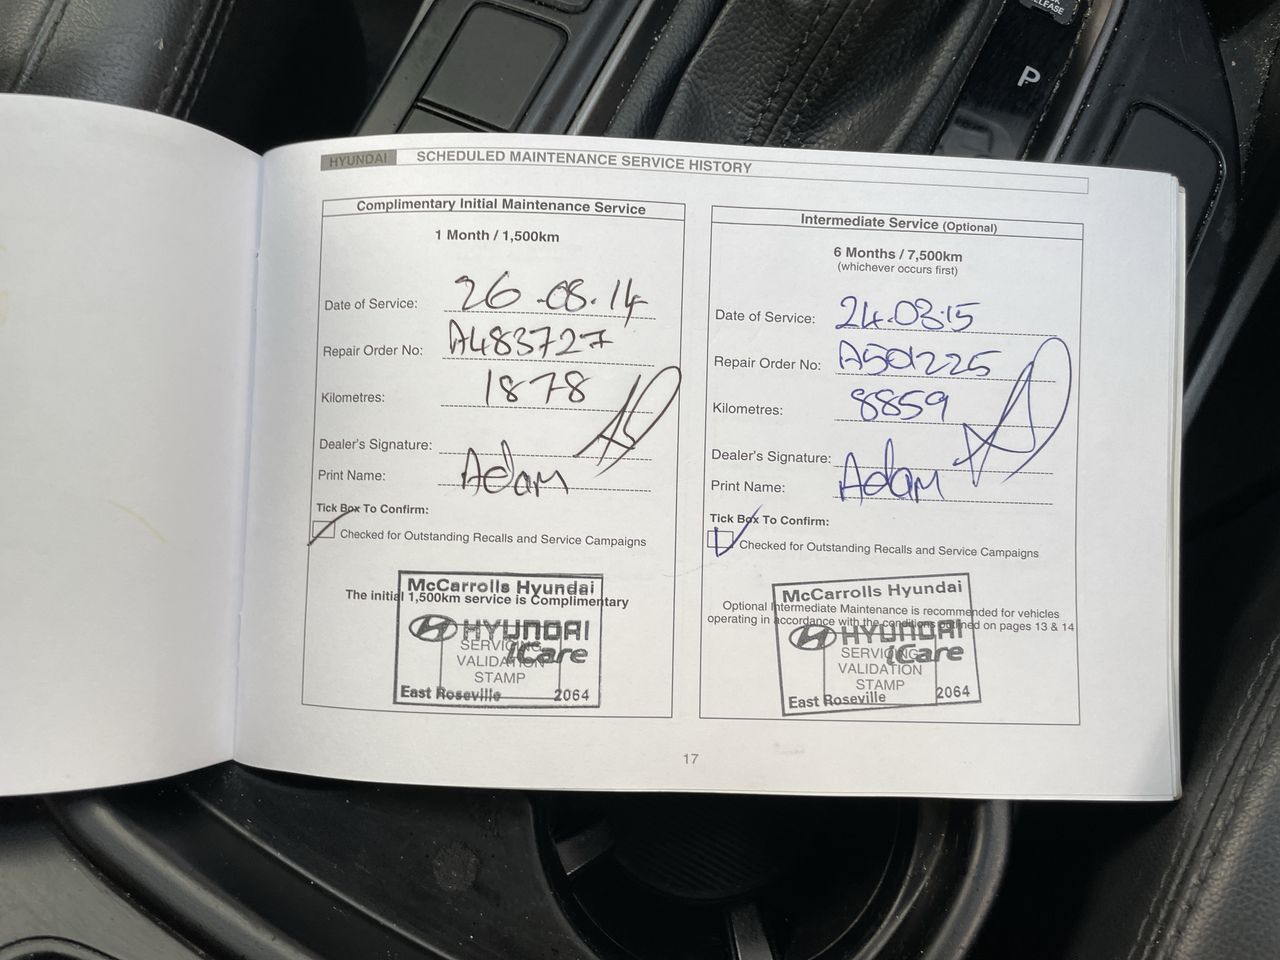 P
RELEASE
HYUNDAI SCHEDULED MAINTENANCE SERVICE HISTORY
Complimentary Initial Maintenance Service
1 Month / 1,500km
Date of Service: 26.08.14
Repair Order No: A483727
Kilometres: 1878
Dealer's Signature:
Print Name: Adam
Tick Box To Confirm:
Checked for Outstanding Recalls and Service Campaigns
The initial 1,500km service is Complimentary
McCarrolls Hyundai
HYUNDAI
iCare
SERVICING
VALIDATION
STAMP
East Roseville 2064
Intermediate Service (Optional)
6 Months / 7,500km
(whichever occurs first)
Date of Service: 24.03.15
Repair Order No: A501225
Kilometres: 8859
Dealer's Signature:
Print Name: Adam
Tick Box To Confirm:
Checked for Outstanding Recalls and Service Campaigns
McCarrolls Hyundai
Optional Intermediate Maintenance is recommended for vehicles
operating in accordance with the conditions outlined on pages 13 & 14
HYUNDAI
iCare
SERVICING
VALIDATION
STAMP
East Roseville 2064
17